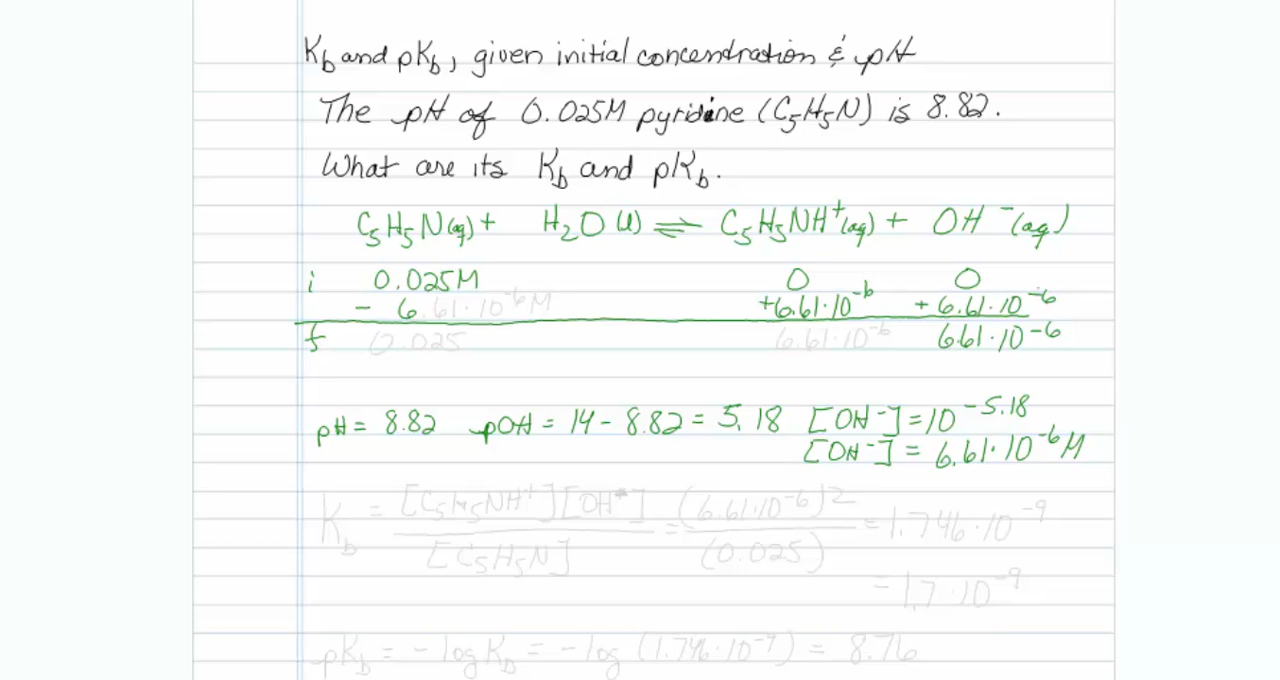 Kb and pKb, given initial concentration & pH
The pH of 0.025M pyridine (C5H5N) is 8.82.
What are its Kb and pKb.
C5H5N(aq) + H2O (l) ⇌ C5H5NH+(aq) + OH-(aq)
i 0.025M 0 0
- 6.61·10^-6 M +6.61·10^-6 + 6.61·10^-6
f 0.025 6.61·10^-6 6.61·10^-6
pH = 8.82 pOH = 14 - 8.82 = 5.18 [OH-] = 10^-5.18
[OH-] = 6.61·10^-6 M
Kb = [C5H5NH+][OH-] / [C5H5N] = (6.61·10^-6)^2 / (0.025) = 1.746·10^-9
= 1.7·10^-9
pKb = - log Kb = - log (1.746·10^-9) = 8.76